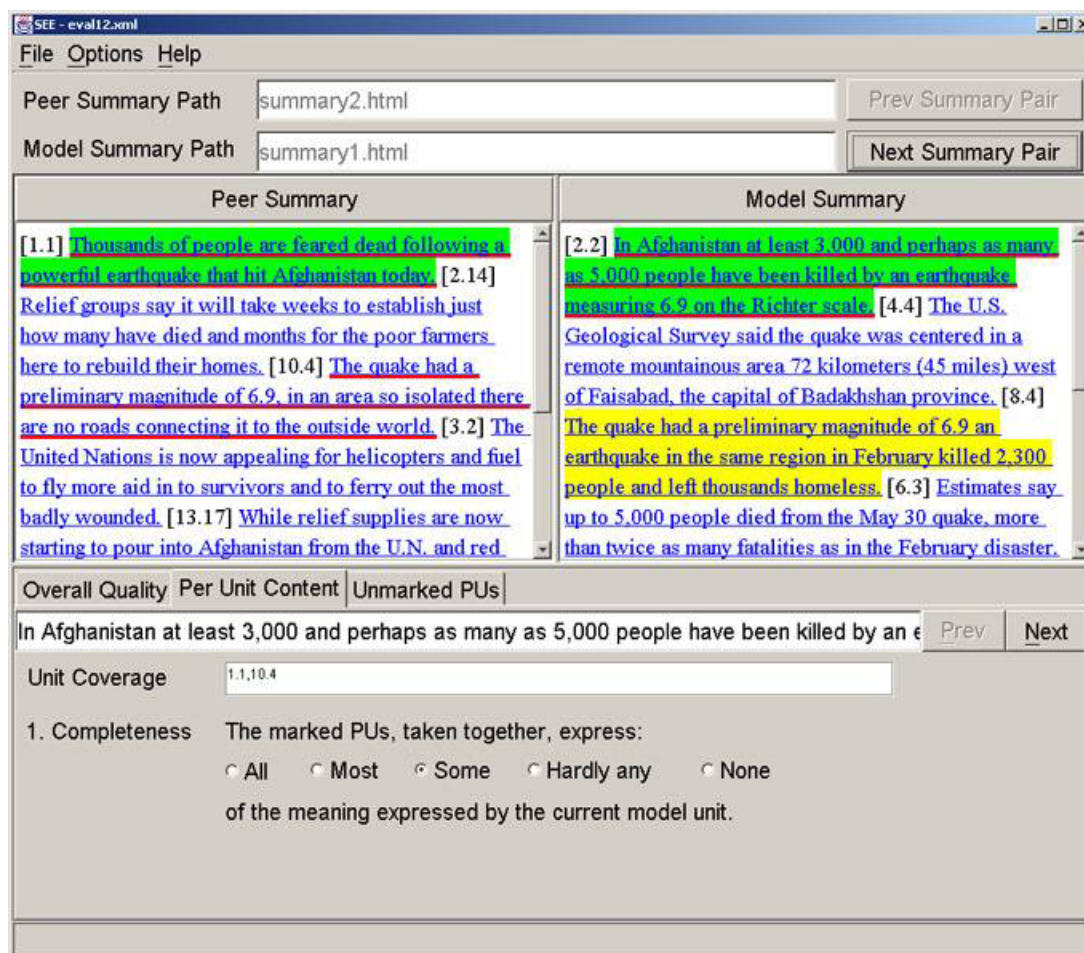 SEE - eval12.xml
File Options Help
Peer Summary Path summary2.html Prev Summary Pair
Model Summary Path summary1.html Next Summary Pair
Peer Summary
[1.1] Thousands of people are feared dead following a
powerful earthquake that hit Afghanistan today. [2.14]
Relief groups say it will take weeks to establish just
how many have died and months for the poor farmers
here to rebuild their homes. [10.4] The quake had a
preliminary magnitude of 6.9, in an area so isolated there
are no roads connecting it to the outside world. [3.2] The
United Nations is now appealing for helicopters and fuel
to fly more aid in to survivors and to ferry out the most
badly wounded. [13.17] While relief supplies are now
starting to pour into Afghanistan from the U.N. and red
Model Summary
[2.2] In Afghanistan at least 3,000 and perhaps as many
as 5,000 people have been killed by an earthquake
measuring 6.9 on the Richter scale. [4.4] The U.S.
Geological Survey said the quake was centered in a
remote mountainous area 72 kilometers (45 miles) west
of Faisabad, the capital of Badakhshan province. [8.4]
The quake had a preliminary magnitude of 6.9 an
earthquake in the same region in February killed 2,300
people and left thousands homeless. [6.3] Estimates say
up to 5,000 people died from the May 30 quake, more
than twice as many fatalities as in the February disaster.
Overall Quality Per Unit Content Unmarked PUs
In Afghanistan at least 3,000 and perhaps as many as 5,000 people have been killed by an e Prev Next
Unit Coverage 1.1,10.4
1. Completeness The marked PUs, taken together, express:
All Most Some Hardly any None
of the meaning expressed by the current model unit.